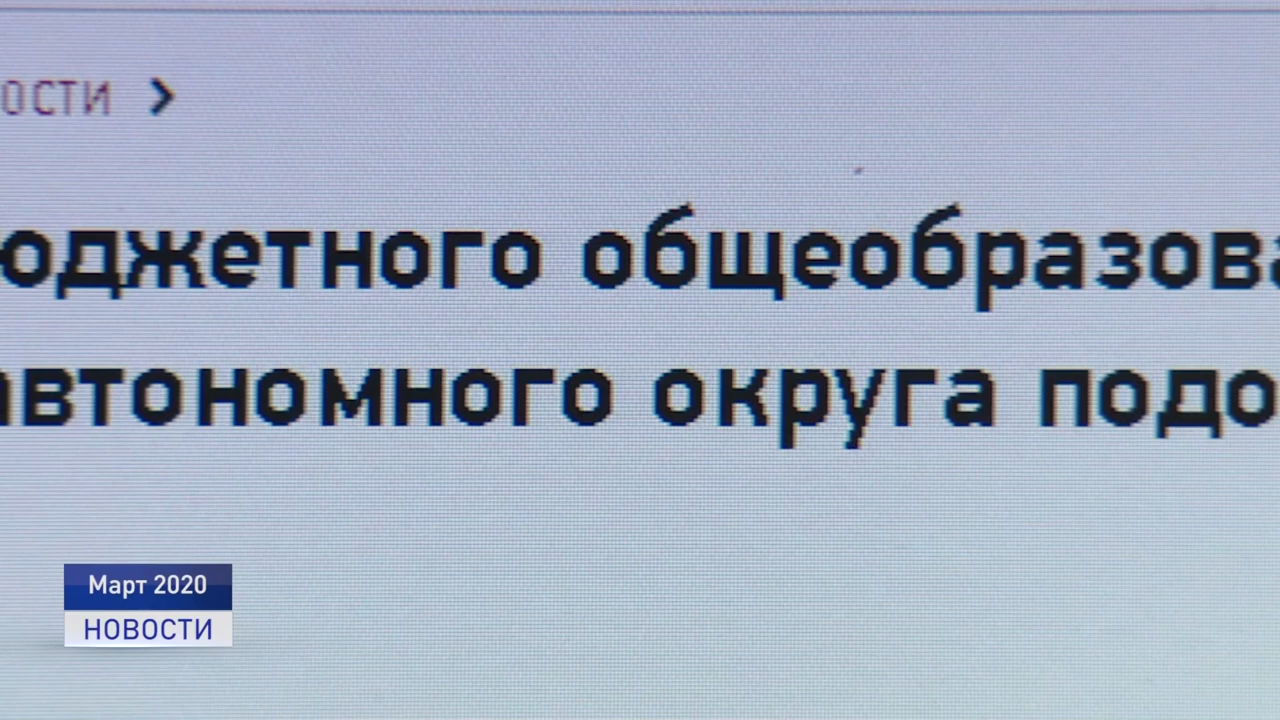 ОСТИ >
юджетного общеобразова
автономного округа подо
Март 2020
НОВОСТИ